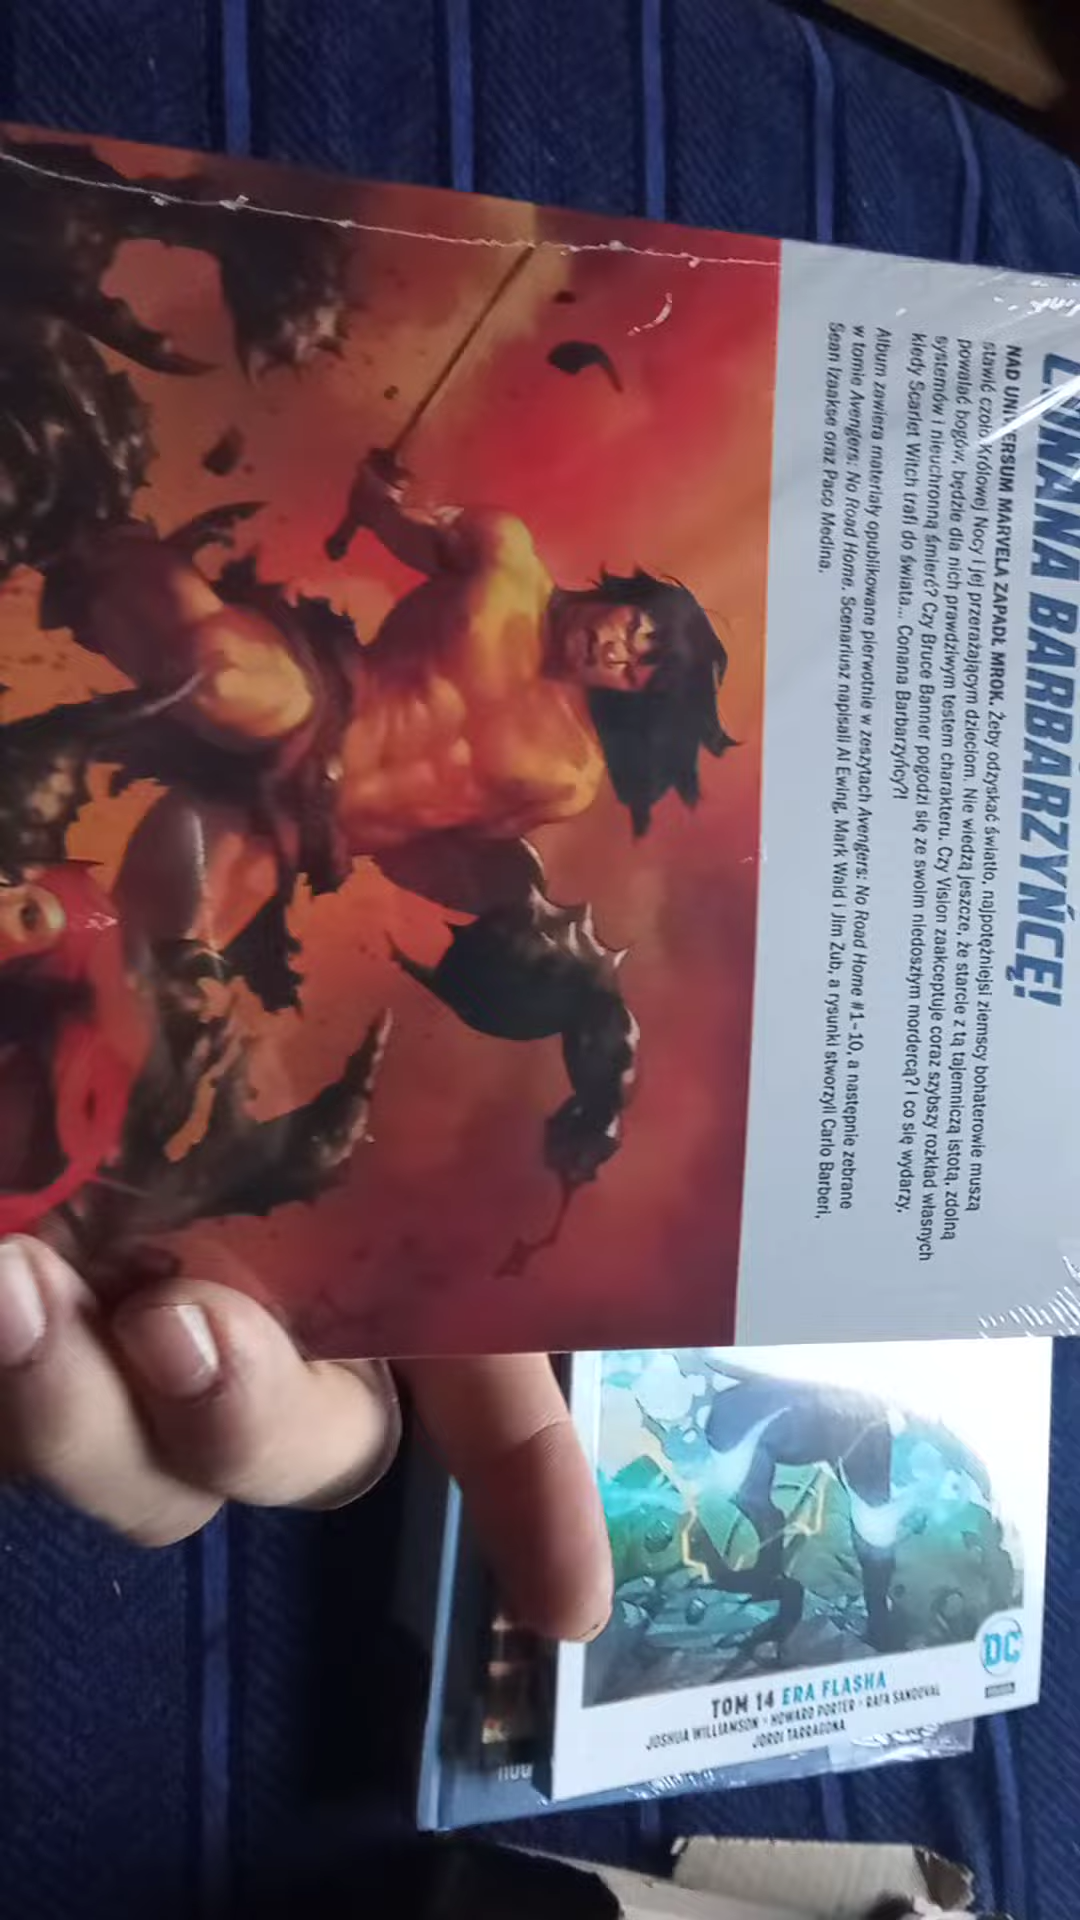 CONANA BARBARZYŃCĘ!
NAD UNIWERSUM MARVELA ZAPADŁ MROK. Żeby odzyskać światło, najpotężniejsi ziemscy bohaterowie muszą
stawić czoło Królowej Nocy i jej przerażającym dzieciom. Nie wiedzą jeszcze, że starcie z tą tajemniczą istotą, zdolną
powalać bogów, będzie dla nich prawdziwym testem charakteru. Czy Vision zaakceptuje coraz szybszy rozkład własnych
systemów i nieuchronną śmierć? Czy Bruce Banner pogodzi się ze swoim niedoszłym mordercą? I co się wydarzy,
kiedy Scarlet Witch trafi do świata... Conana Barbarzyńcy?!
Album zawiera materiały opublikowane pierwotnie w zeszytach Avengers: No Road Home #1-10, a następnie zebrane
w tomie Avengers: No Road Home. Scenariusz napisali Al Ewing, Mark Waid i Jim Zub, a rysunki stworzyli Carlo Barberi,
Sean Izaakse oraz Paco Medina.
DC
TOM 14 ERA FLASHA
JOSHUA WILLIAMSON • HOWARD PORTER • RAFA SANDOVAL
JORDI TARRAGONA